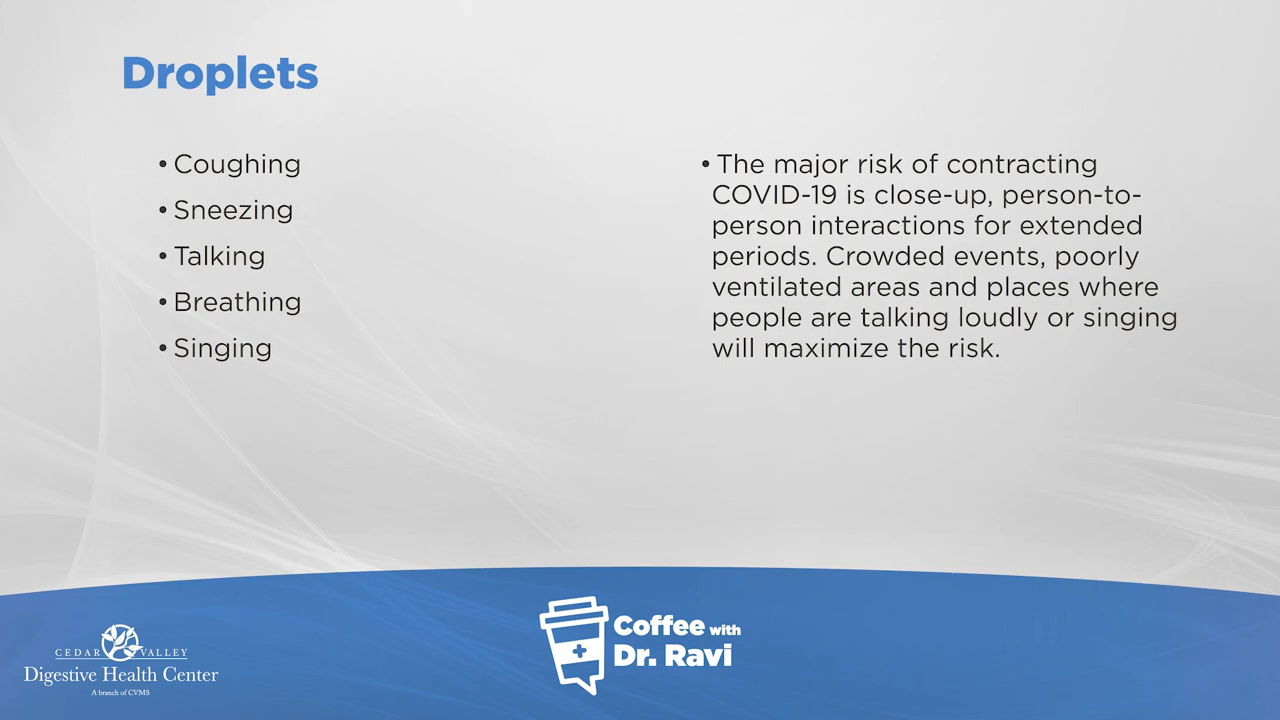 Droplets
• Coughing
• Sneezing
• Talking
• Breathing
• Singing
• The major risk of contracting
COVID-19 is close-up, person-to-
person interactions for extended
periods. Crowded events, poorly
ventilated areas and places where
people are talking loudly or singing
will maximize the risk.
CEDAR VALLEY
Digestive Health Center
A branch of CVMS
Coffee with
Dr. Ravi